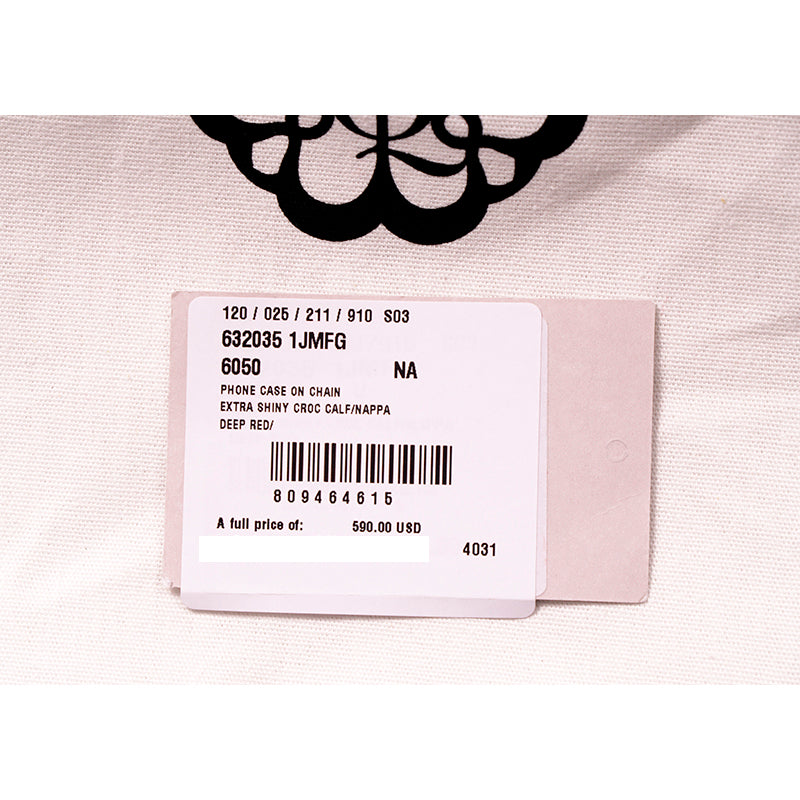 120 / 025 / 211 / 910 S03
632035 1JMFG
6050 NA
PHONE CASE ON CHAIN
EXTRA SHINY CROC CALF/NAPPA
DEEP RED/
809464615
A full price of: 590.00 USD
4031